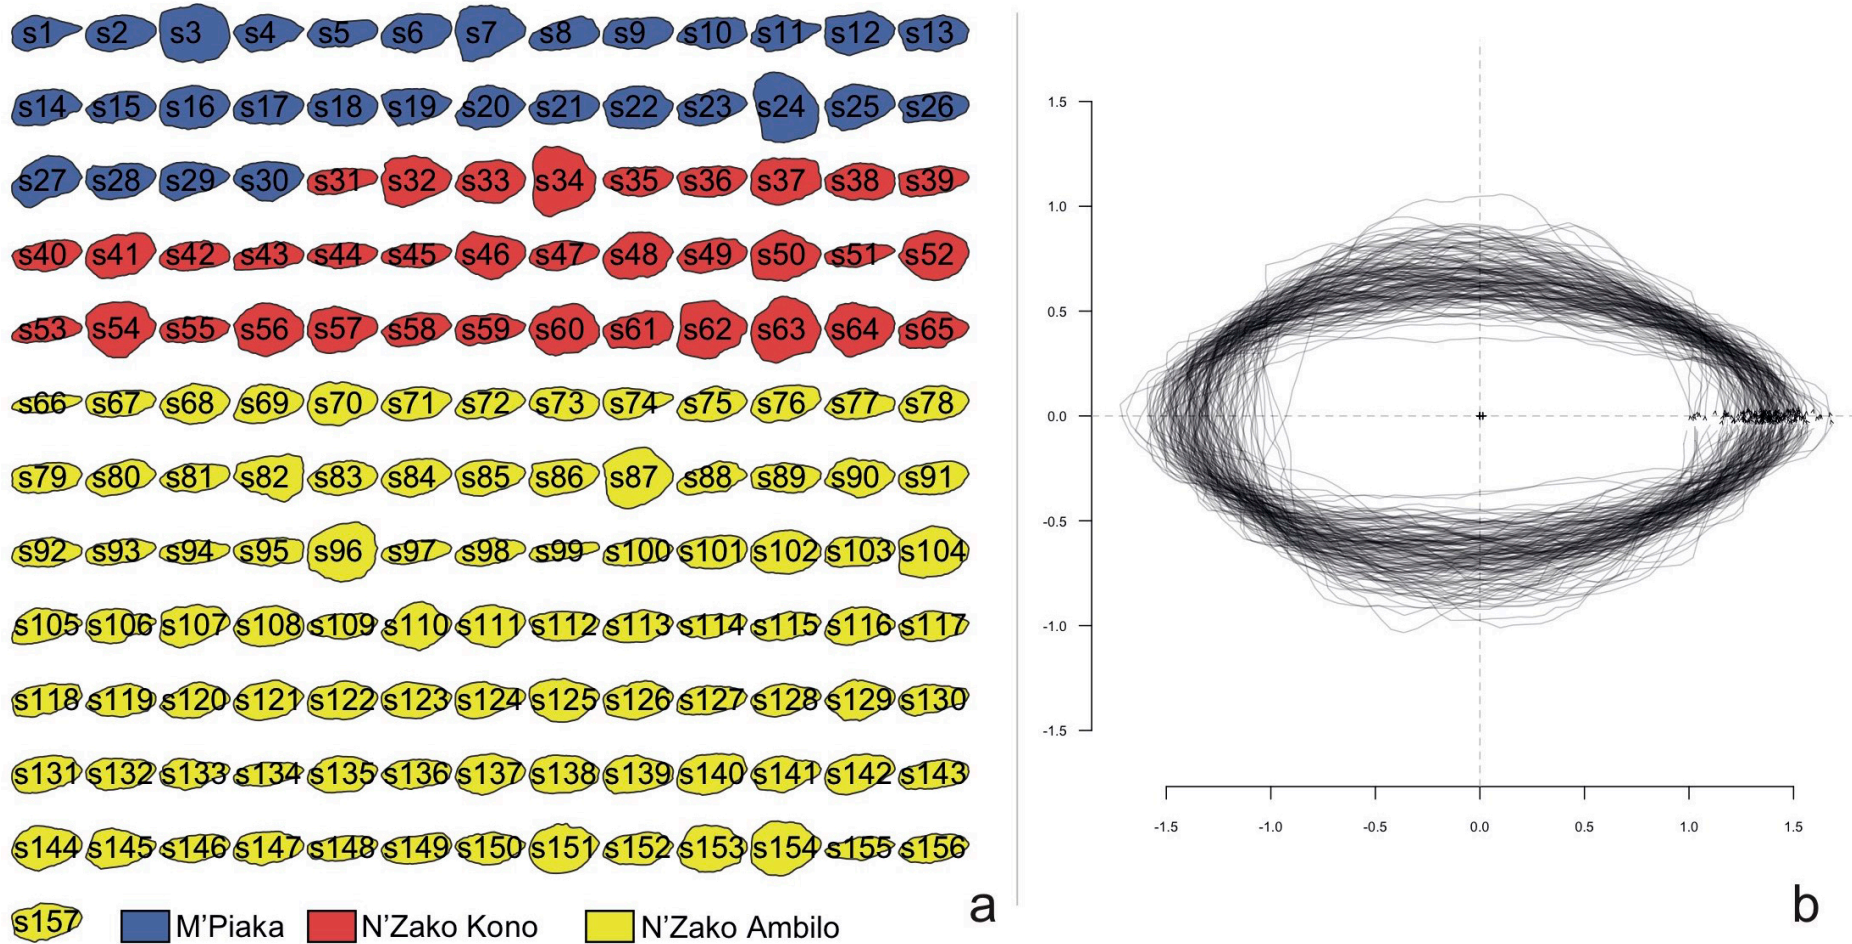 s1 s2 s3 s4 s5 s6 s7 s8 s9 s10 s11 s12 s13
s14 s15 s16 s17 s18 s19 s20 s21 s22 s23 s24 s25 s26
s27 s28 s29 s30 s31 s32 s33 s34 s35 s36 s37 s38 s39
s40 s41 s42 s43 s44 s45 s46 s47 s48 s49 s50 s51 s52
s53 s54 s55 s56 s57 s58 s59 s60 s61 s62 s63 s64 s65
s66 s67 s68 s69 s70 s71 s72 s73 s74 s75 s76 s77 s78
s79 s80 s81 s82 s83 s84 s85 s86 s87 s88 s89 s90 s91
s92 s93 s94 s95 s96 s97 s98 s99 s100 s101 s102 s103 s104
s105 s106 s107 s108 s109 s110 s111 s112 s113 s114 s115 s116 s117
s118 s119 s120 s121 s122 s123 s124 s125 s126 s127 s128 s129 s130
s131 s132 s133 s134 s135 s136 s137 s138 s139 s140 s141 s142 s143
s144 s145 s146 s147 s148 s149 s150 s151 s152 s153 s154 s155 s156
s157 M’Piaka N’Zako Kono N’Zako Ambilo
a
1.5
1.0
0.5
0.0
-0.5
-1.0
-1.5
-1.5 -1.0 -0.5 0.0 0.5 1.0 1.5
b